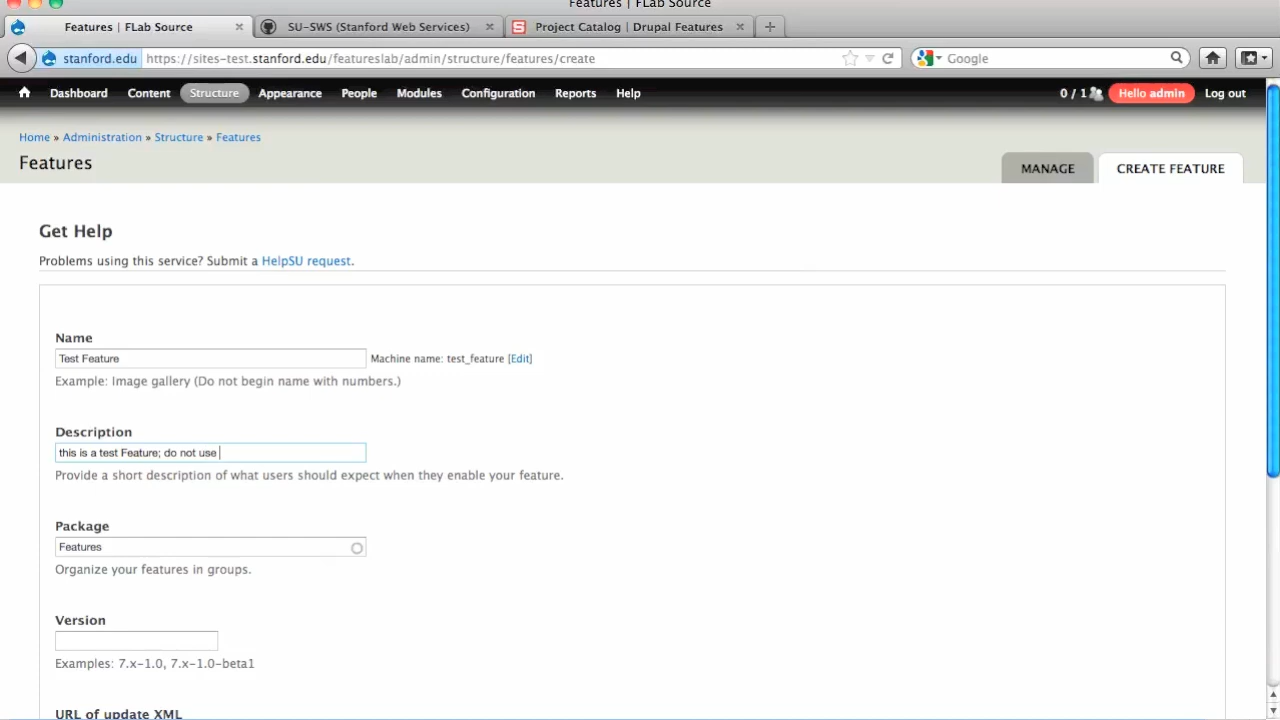 Features | FLab Source
Features | FLab Source × SU-SWS (Stanford Web Services) × Project Catalog | Drupal Features × +
stanford.edu https://sites-test.stanford.edu/featureslab/admin/structure/features/create Google
Dashboard Content Structure Appearance People Modules Configuration Reports Help 0 / 1 Hello admin Log out
Home » Administration » Structure » Features
Features
MANAGE CREATE FEATURE
Get Help
Problems using this service? Submit a HelpSU request.
Name
Test Feature Machine name: test_feature [Edit]
Example: Image gallery (Do not begin name with numbers.)
Description
this is a test Feature; do not use
Provide a short description of what users should expect when they enable your feature.
Package
Features
Organize your features in groups.
Version
Examples: 7.x-1.0, 7.x-1.0-beta1
URL of update XML